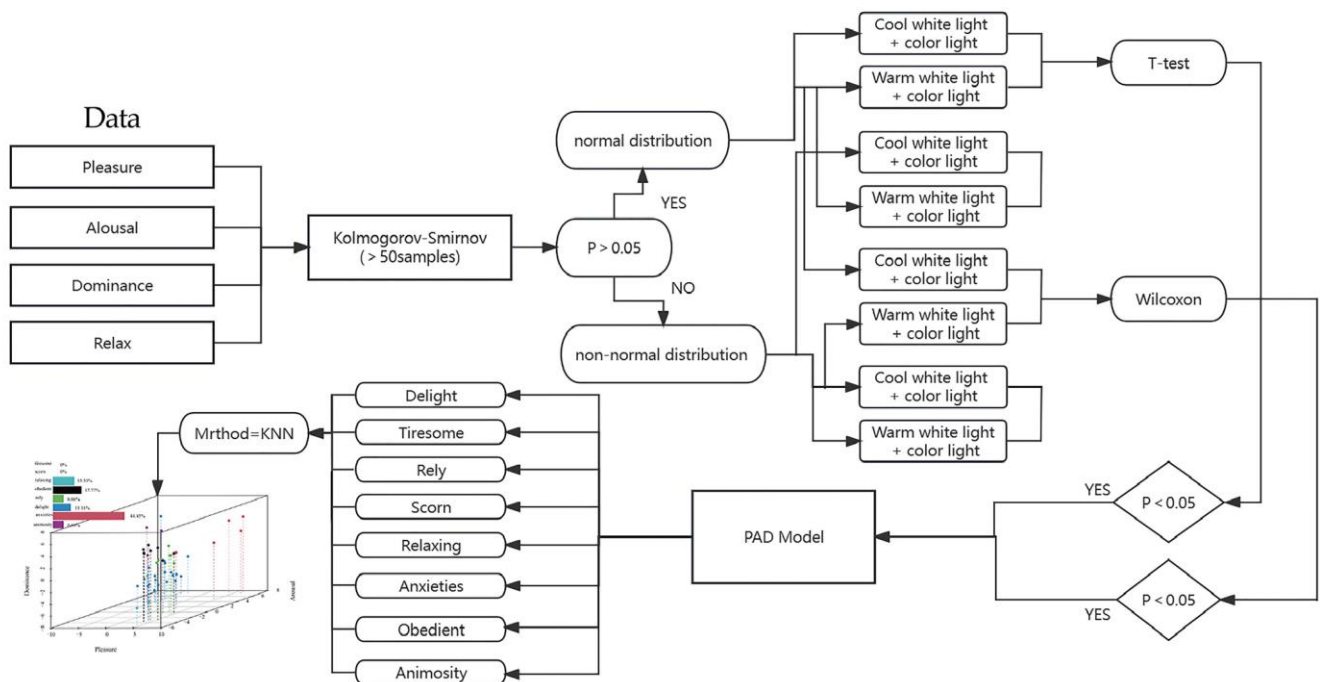 Data
Pleasure
Alousal
Dominance
Relax
Kolmogorov-Smirnov
( > 50samples)
P > 0.05
YES
NO
normal distribution
non-normal distribution
Cool white light
+ color light
Warm white light
+ color light
Cool white light
+ color light
Warm white light
+ color light
Cool white light
+ color light
Warm white light
+ color light
Cool white light
+ color light
Warm white light
+ color light
T-test
Wilcoxon
P < 0.05
YES
P < 0.05
YES
PAD Model
Delight
Tiresome
Rely
Scorn
Relaxing
Anxieties
Obedient
Animosity
Mrthod=KNN
Dominance
Pleasure
Arousal